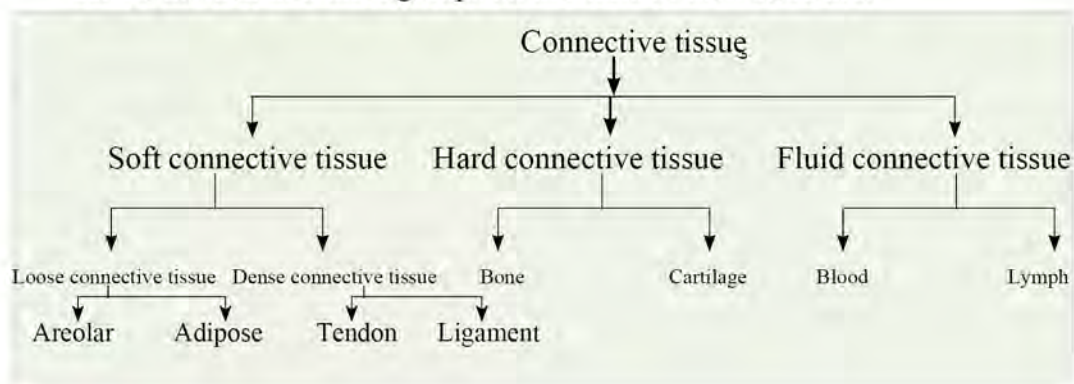 Connective tissue
Soft connective tissue Hard connective tissue Fluid connective tissue
Loose connective tissue Dense connective tissue Bone Cartilage Blood Lymph
Areolar Adipose Tendon Ligament